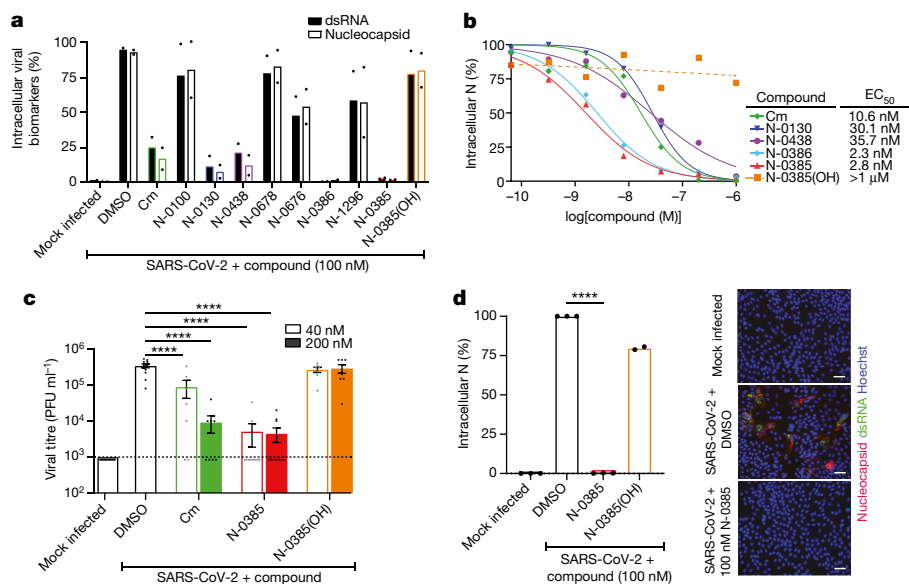 a
dsRNA
Nucleocapsid
Intracellular viral
biomarkers (%)
100
75
50
25
0
Mock infected
DMSO
Cm
N-0100
N-0130
N-0438
N-0678
N-0676
N-0386
N-1296
N-0385
N-0385(OH)
SARS-CoV-2 + compound (100 nM)
b
Intracellular N (%)
100
75
50
25
0
−10
−9
−8
−7
−6
log[compound (M)]
Compound EC50
Cm 10.6 nM
N-0130 30.1 nM
N-0438 35.7 nM
N-0386 2.3 nM
N-0385 2.8 nM
N-0385(OH) >1 μM
c
****
****
****
****
40 nM
200 nM
Viral titre (PFU ml−1)
10^6
10^5
10^4
10^3
10^2
Mock infected
DMSO
Cm
N-0385
N-0385(OH)
SARS-CoV-2 + compound
d
****
Intracellular N (%)
100
75
50
25
0
Mock infected
DMSO
N-0385
N-0385(OH)
SARS-CoV-2 +
compound (100 nM)
Mock infected
SARS-CoV-2 +
DMSO
SARS-CoV-2 +
100 nM N-0385
Nucleocapsid dsRNA Hoechst